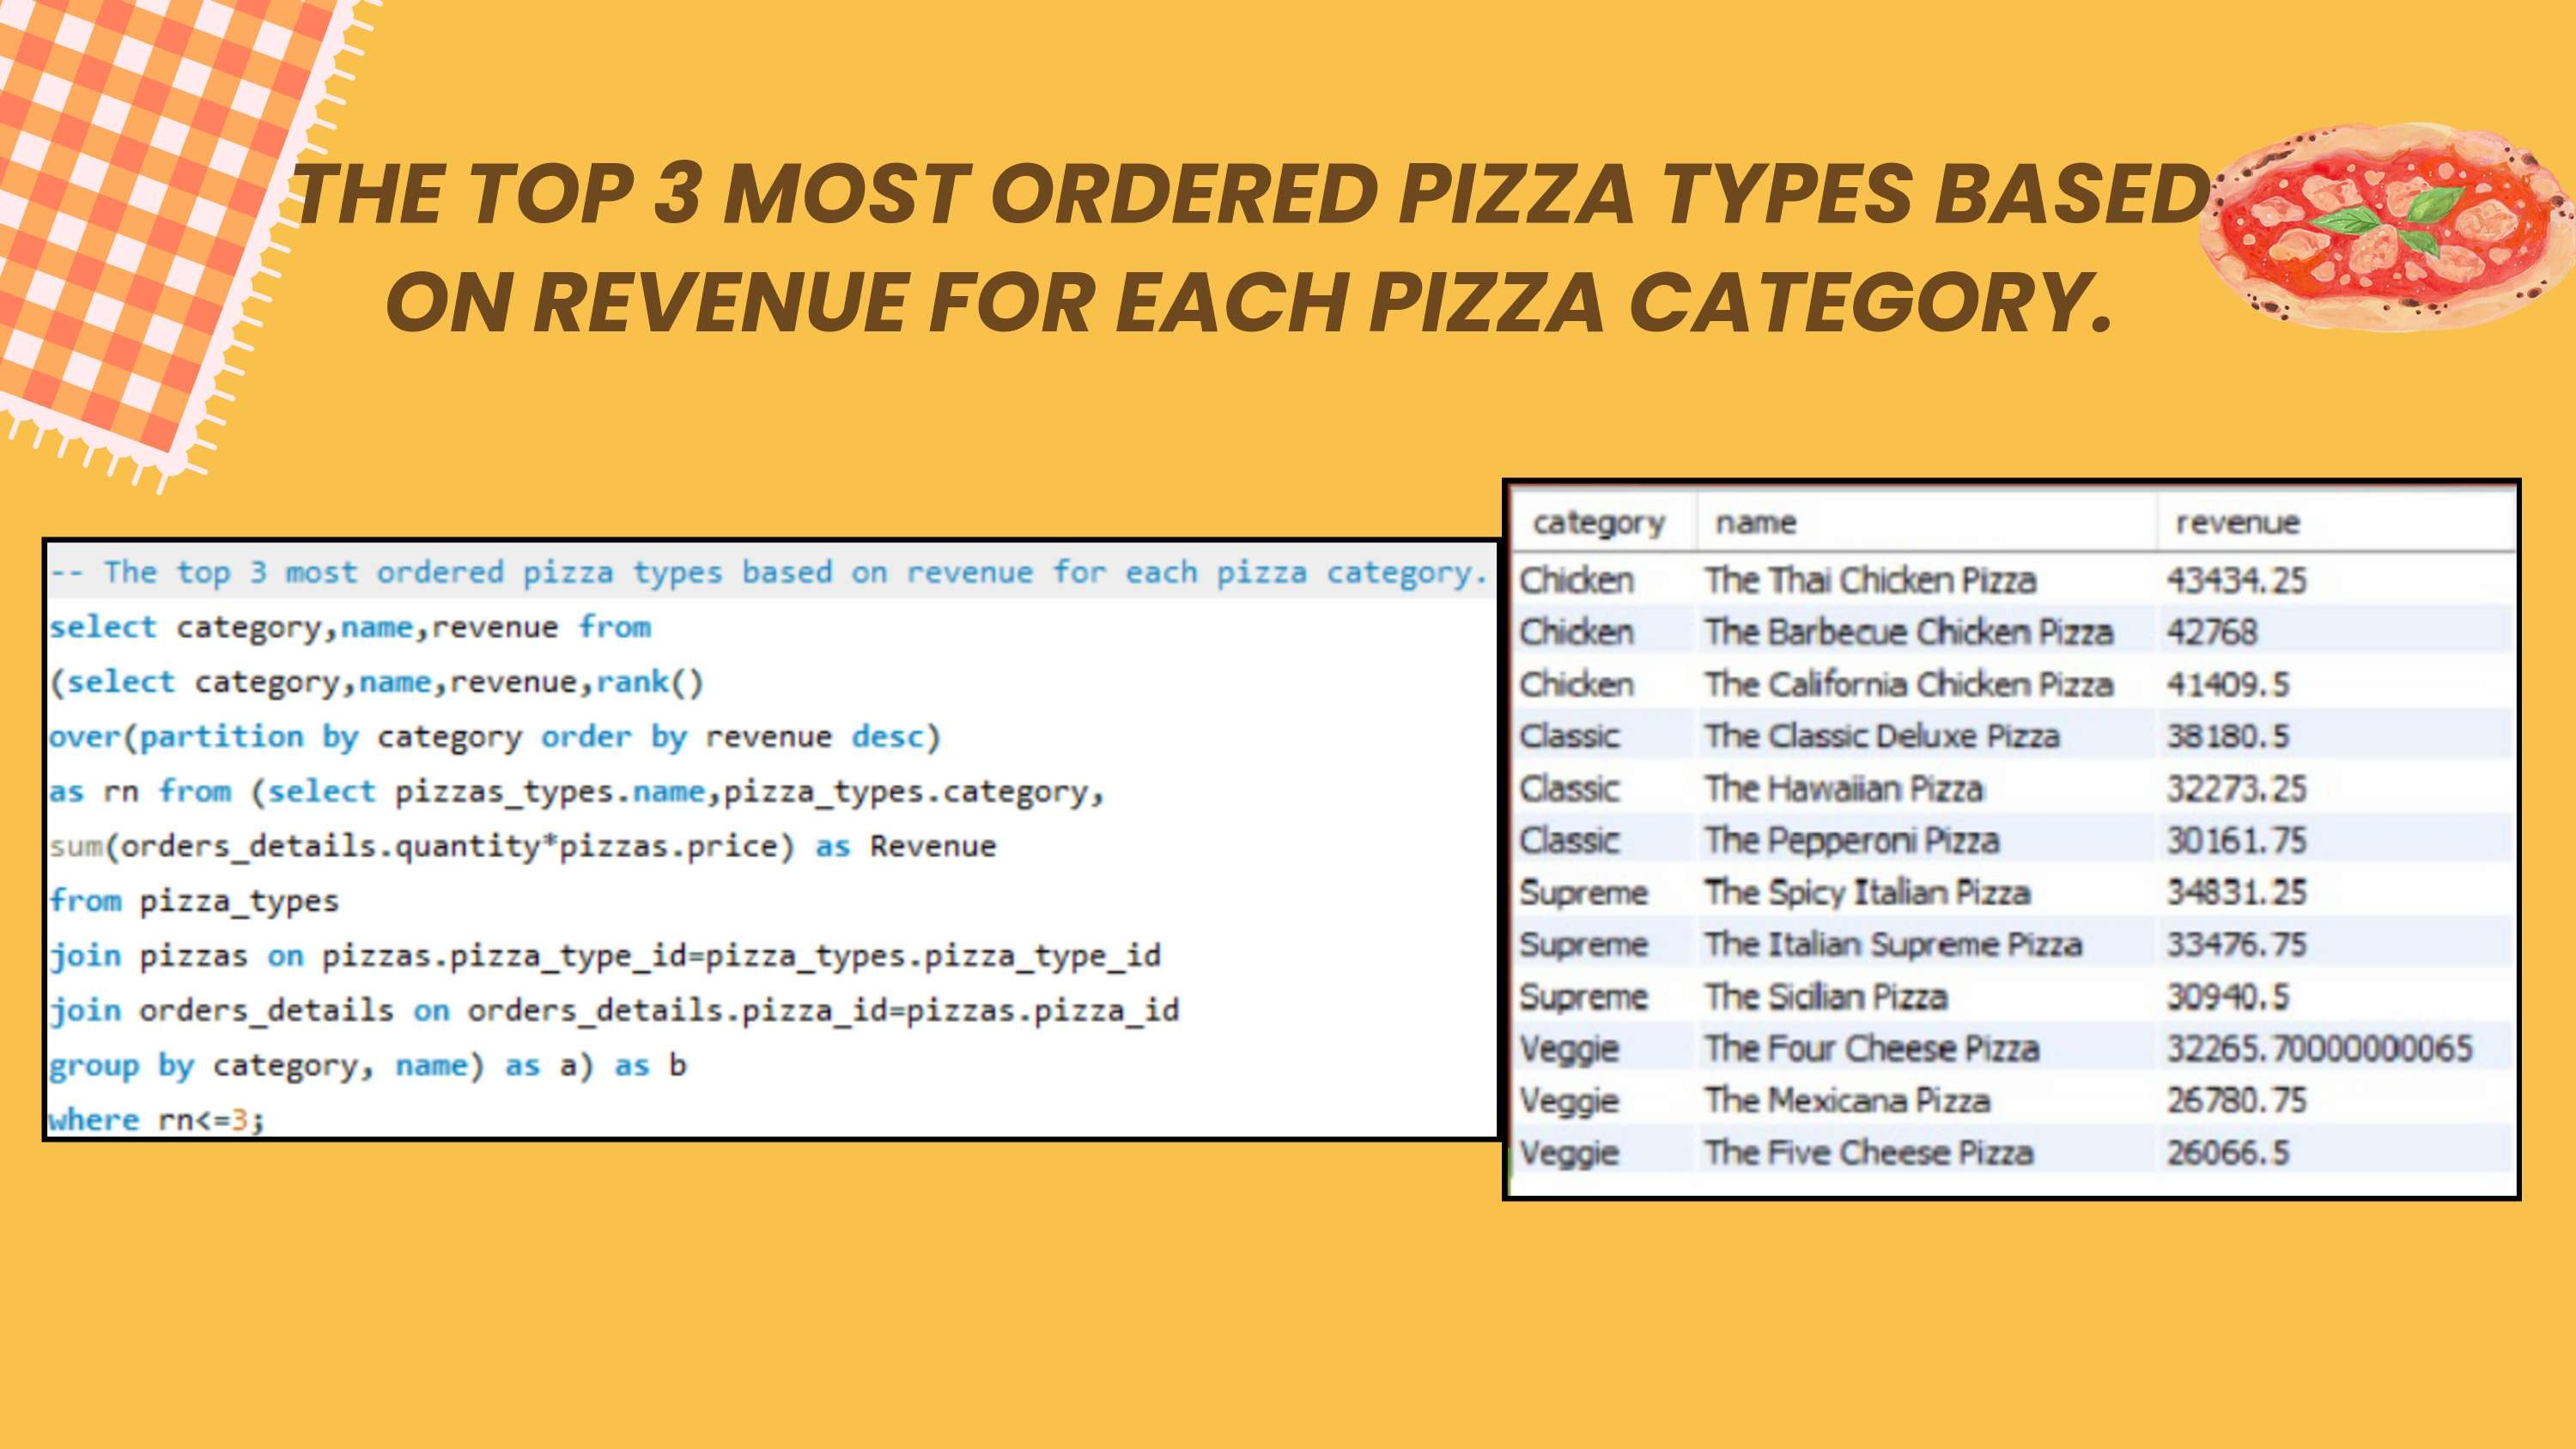 THE TOP 3 MOST ORDERED PIZZA TYPES BASED
ON REVENUE FOR EACH PIZZA CATEGORY.
-- The top 3 most ordered pizza types based on revenue for each pizza category.
select category,name,revenue from
(select category,name,revenue,rank()
over(partition by category order by revenue desc)
as rn from (select pizzas_types.name,pizza_types.category,
sum(orders_details.quantity*pizzas.price) as Revenue
from pizza_types
join pizzas on pizzas.pizza_type_id=pizza_types.pizza_type_id
join orders_details on orders_details.pizza_id=pizzas.pizza_id
group by category, name) as a) as b
where rn<=3;
category name revenue
Chicken The Thai Chicken Pizza 43434.25
Chicken The Barbecue Chicken Pizza 42768
Chicken The California Chicken Pizza 41409.5
Classic The Classic Deluxe Pizza 38180.5
Classic The Hawaiian Pizza 32273.25
Classic The Pepperoni Pizza 30161.75
Supreme The Spicy Italian Pizza 34831.25
Supreme The Italian Supreme Pizza 33476.75
Supreme The Sicilian Pizza 30940.5
Veggie The Four Cheese Pizza 32265.70000000065
Veggie The Mexicana Pizza 26780.75
Veggie The Five Cheese Pizza 26066.5